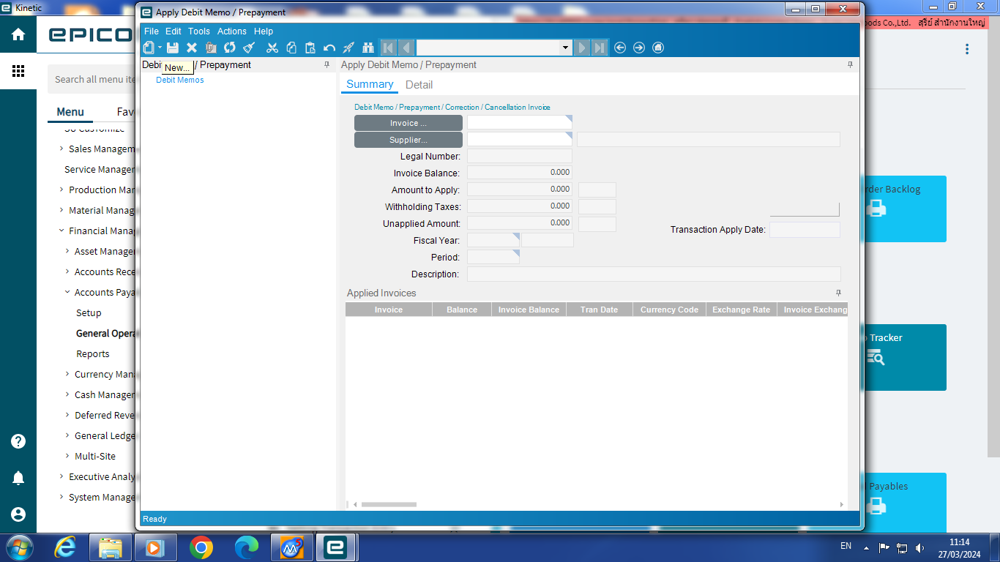 Kinetic
Apply Debit Memo / Prepayment
oods Co.,Ltd. สุรีย์ สำนักงานใหญ่
EPICO
File Edit Tools Actions Help
Debit / Prepayment
New...
Debit Memos
Apply Debit Memo / Prepayment
Summary Detail
Search all menu ite
Menu Fav
Sales Managem
Service Manager
Production Man
Material Manag
Financial Manag
Asset Manager
Accounts Rece
Accounts Paya
Setup
General Opera
Reports
Currency Man
Cash Manager
Deferred Reve
General Ledge
Multi-Site
Executive Analy
System Manage
Debit Memo / Prepayment / Correction / Cancellation Invoice
Invoice ...
Supplier...
Legal Number:
Invoice Balance: 0.000
Amount to Apply: 0.000
Withholding Taxes: 0.000
Unapplied Amount: 0.000
Transaction Apply Date:
Fiscal Year:
Period:
Description:
Applied Invoices
Invoice Balance Invoice Balance Tran Date Currency Code Exchange Rate Invoice Exchang
rder Backlog
Tracker
Payables
Ready
EN
11:14
27/03/2024